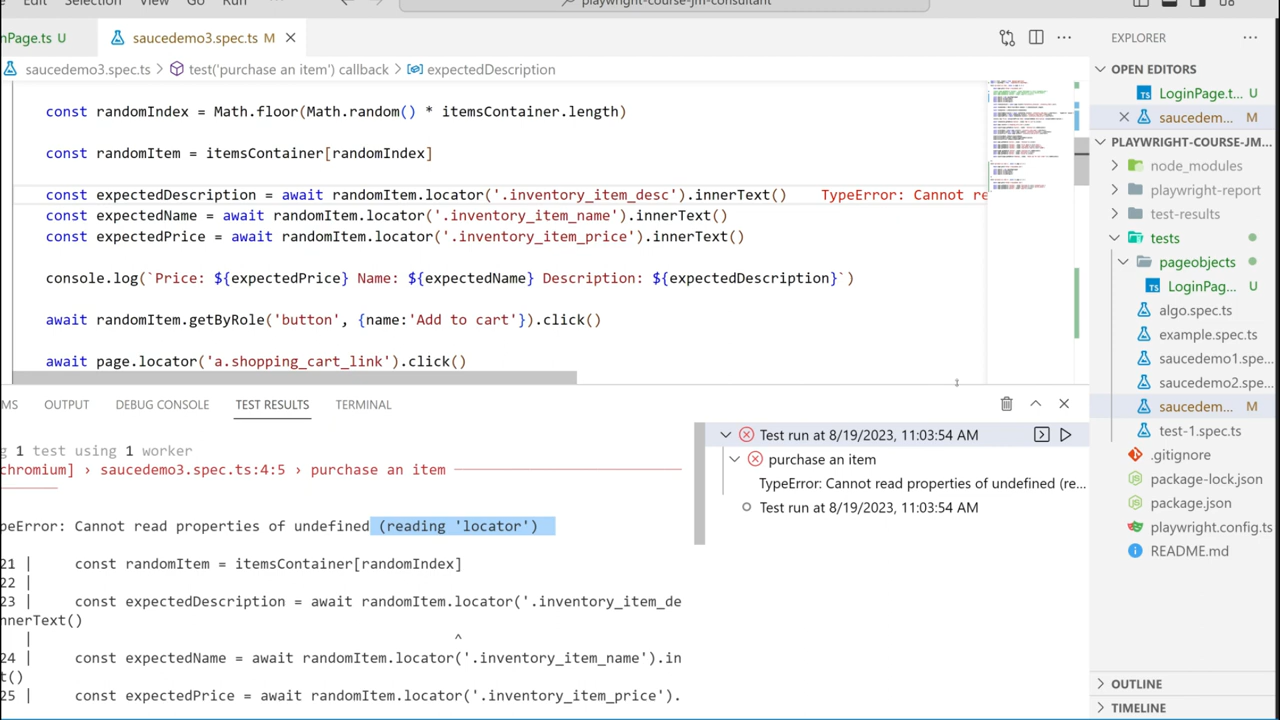 Edit Selection View Go Run playwright-course-jm-consultant
nPage.ts U saucedemo3.spec.ts M
saucedemo3.spec.ts > test('purchase an item') callback > expectedDescription
const randomIndex = Math.floor(Math.random() * itemsContainer.length)
const randomItem = itemsContainer[randomIndex]
const expectedDescription = await randomItem.locator('.inventory_item_desc').innerText() TypeError: Cannot re
const expectedName = await randomItem.locator('.inventory_item_name').innerText()
const expectedPrice = await randomItem.locator('.inventory_item_price').innerText()
console.log(`Price: ${expectedPrice} Name: ${expectedName} Description: ${expectedDescription}`)
await randomItem.getByRole('button', {name:'Add to cart'}).click()
await page.locator('a.shopping_cart_link').click()
MS OUTPUT DEBUG CONSOLE TEST RESULTS TERMINAL
g 1 test using 1 worker
chromium] › saucedemo3.spec.ts:4:5 › purchase an item
peError: Cannot read properties of undefined (reading 'locator')
21 | const randomItem = itemsContainer[randomIndex]
22 |
23 | const expectedDescription = await randomItem.locator('.inventory_item_de
nnerText()
| ^
24 | const expectedName = await randomItem.locator('.inventory_item_name').in
t()
25 | const expectedPrice = await randomItem.locator('.inventory_item_price').
Test run at 8/19/2023, 11:03:54 AM
purchase an item
TypeError: Cannot read properties of undefined (re...
Test run at 8/19/2023, 11:03:54 AM
EXPLORER
OPEN EDITORS
LoginPage.t... U
saucedem... M
PLAYWRIGHT-COURSE-JM...
node_modules
playwright-report
test-results
tests
pageobjects
LoginPag... U
algo.spec.ts
example.spec.ts
saucedemo1.spe...
saucedemo2.spe...
saucedem... M
test-1.spec.ts
.gitignore
package-lock.json
package.json
playwright.config.ts
README.md
OUTLINE
TIMELINE